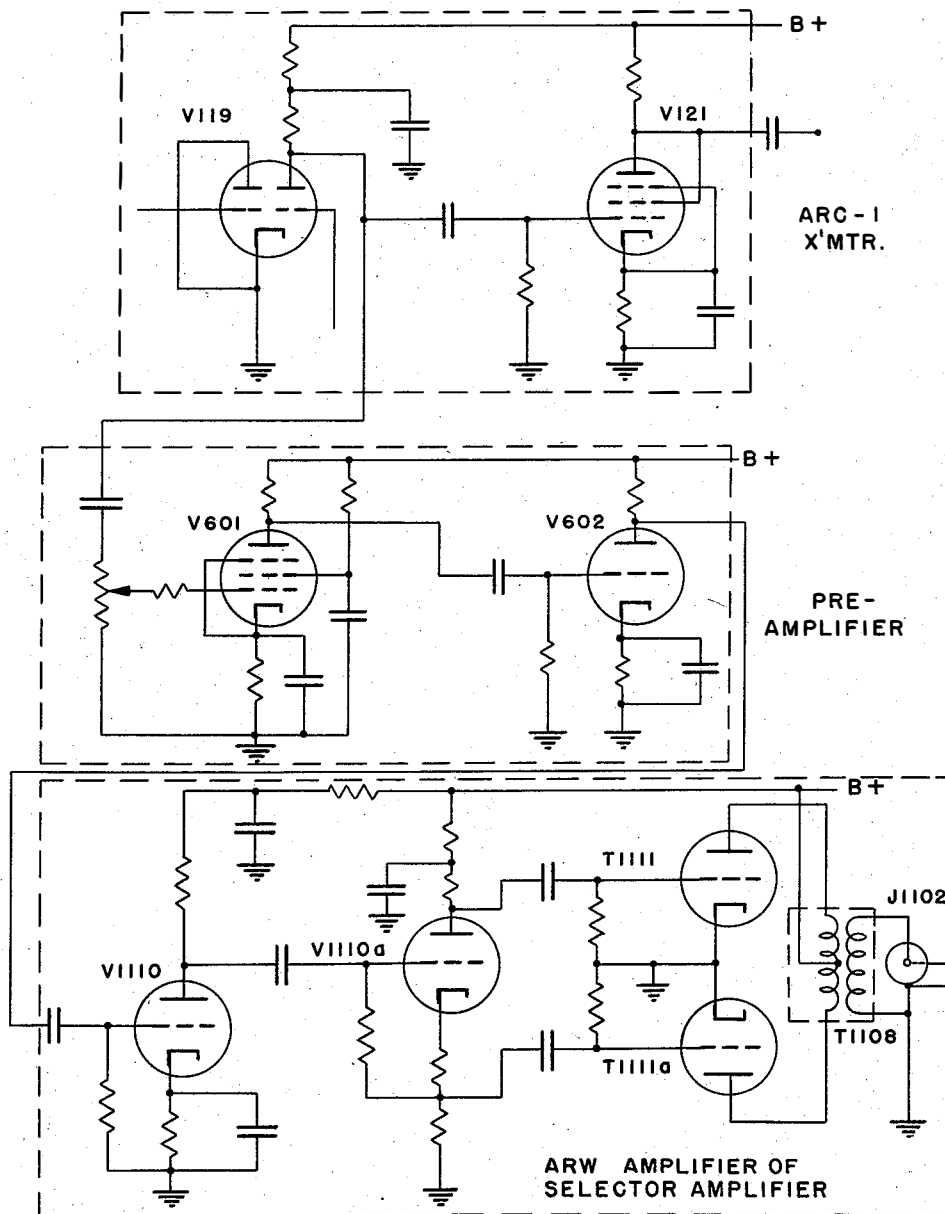 B+
V119
V121
ARC-1
X'MTR.
B+
V601
V602
PRE-
AMPLIFIER
B+
T1111
J1102
V1110a
V1110
T1108
T1111a
ARW AMPLIFIER OF
SELECTOR AMPLIFIER